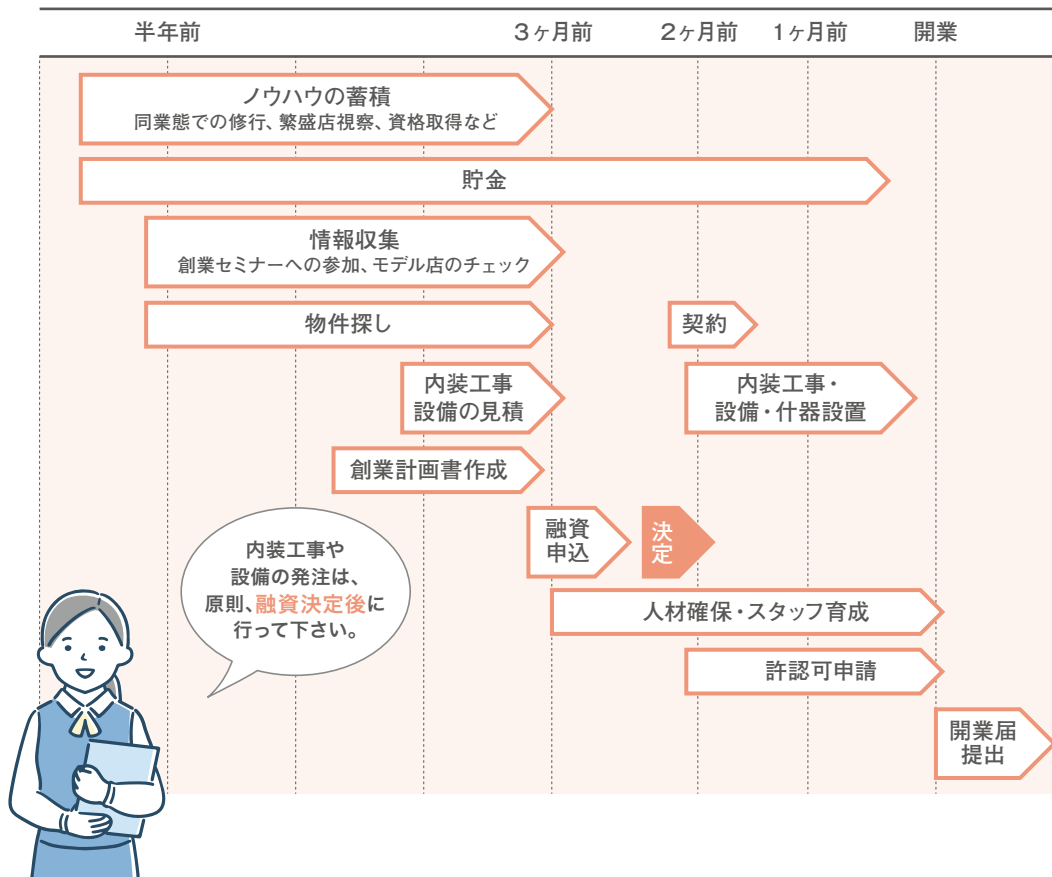 半年前
3ヶ月前
2ヶ月前
1ヶ月前
開業
ノウハウの蓄積
同業態での修行、繁盛店視察、資格取得など
貯金
情報収集
創業セミナーへの参加、モデル店のチェック
物件探し
契約
内装工事
設備の見積
内装工事・
設備・什器設置
創業計画書作成
融資
申込
決定
内装工事や
設備の発注は、
原則、融資決定後に
行って下さい。
人材確保・スタッフ育成
許認可申請
開業届
提出